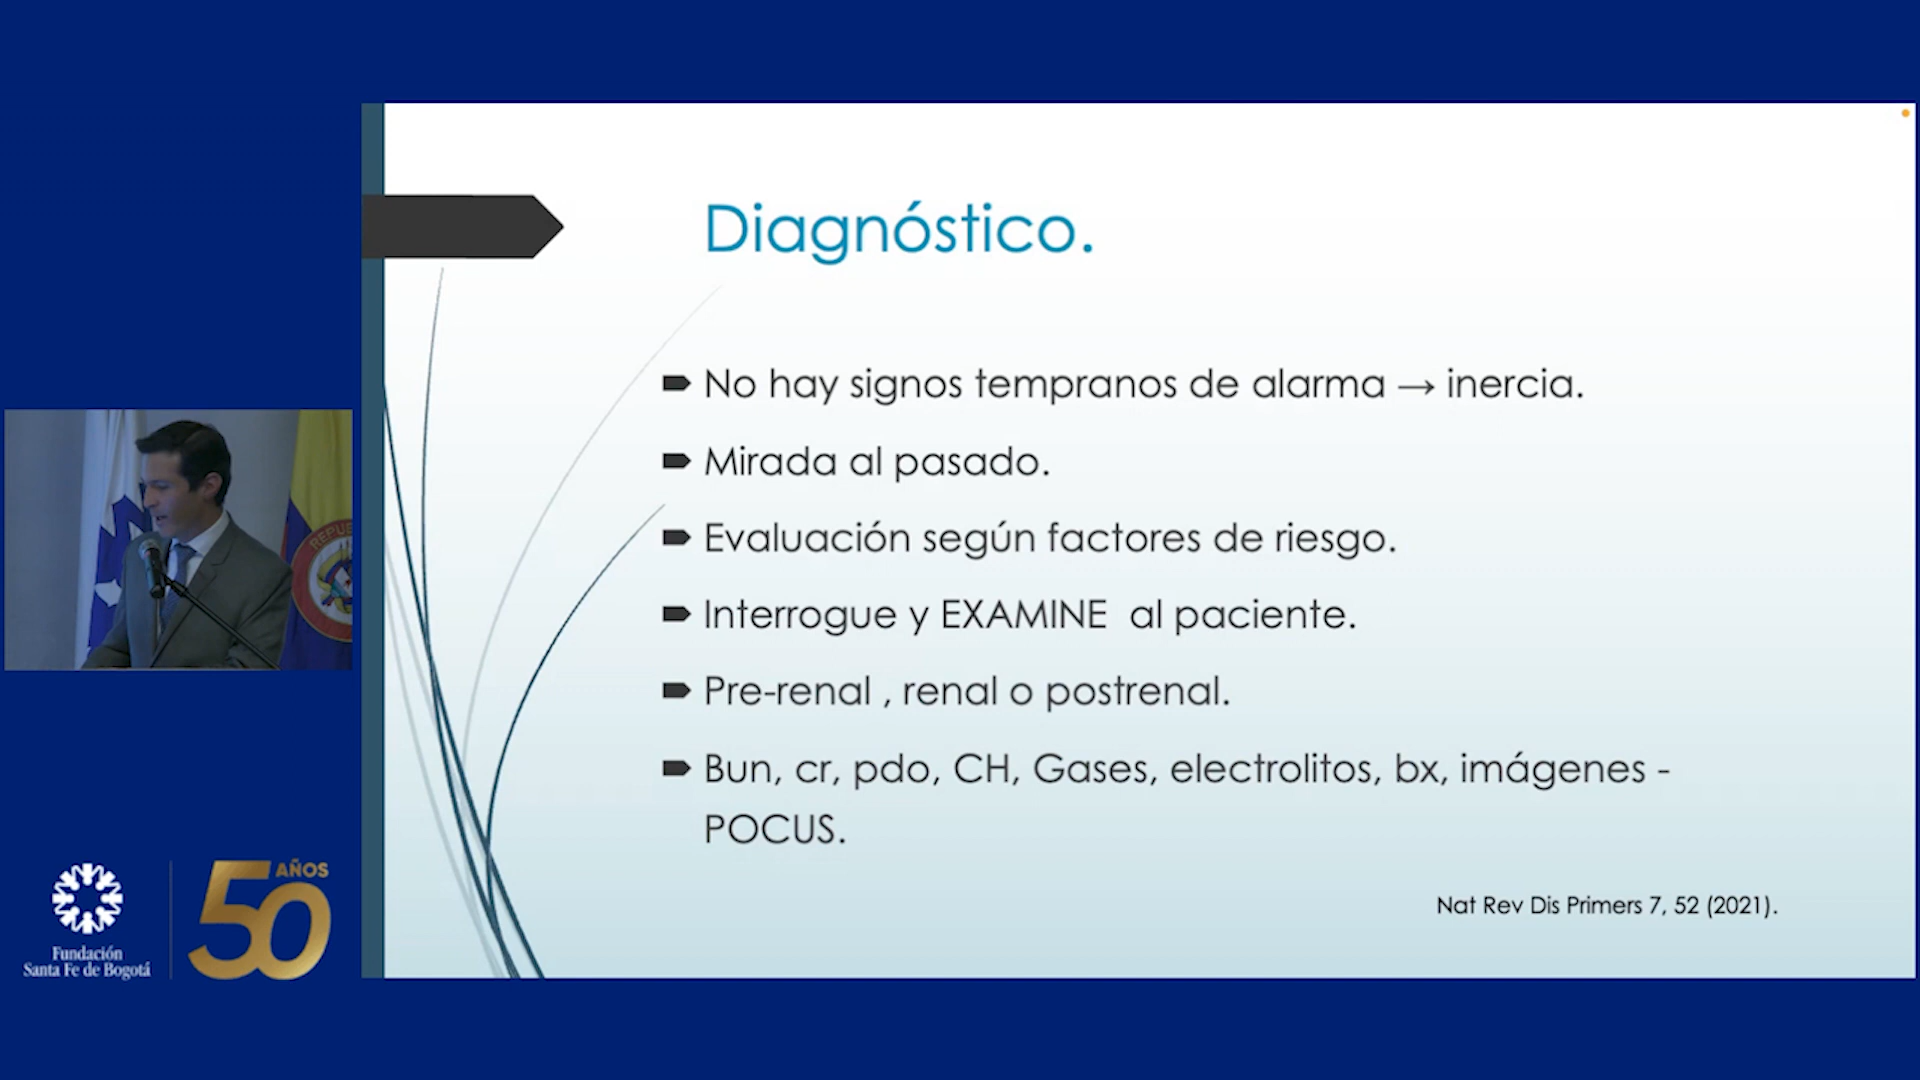 Diagnóstico.
No hay signos tempranos de alarma → inercia.
Mirada al pasado.
Evaluación según factores de riesgo.
Interrogue y EXAMINE al paciente.
Pre-renal , renal o postrenal.
Bun, cr, pdo, CH, Gases, electrolitos, bx, imágenes -
POCUS.
Nat Rev Dis Primers 7, 52 (2021).
REPU
Fundación
Santa Fe de Bogotá
50 AÑOS